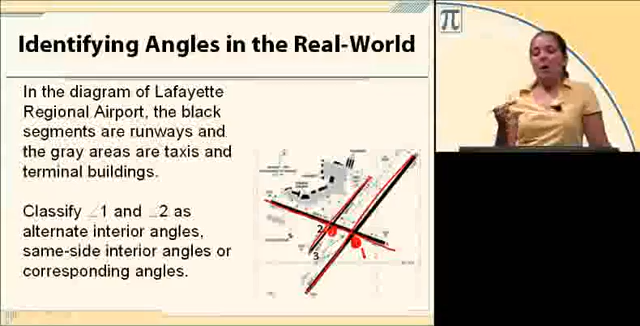 π
Identifying Angles in the Real-World
In the diagram of Lafayette
Regional Airport, the black
segments are runways and
the gray areas are taxis and
terminal buildings.
Classify ∠1 and ∠2 as
alternate interior angles,
same-side interior angles or
corresponding angles.
2
3
1